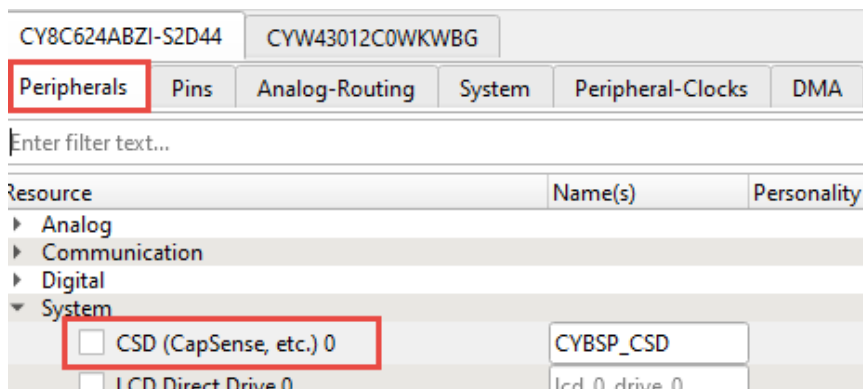 CY8C624ABZI-S2D44 CYW43012C0WKWBG
Peripherals Pins Analog-Routing System Peripheral-Clocks DMA
Enter filter text...
Resource Name(s) Personality
Analog
Communication
Digital
System
CSD (CapSense, etc.) 0 CYBSP_CSD
LCD Direct Drive 0 lcd_0_drive_0